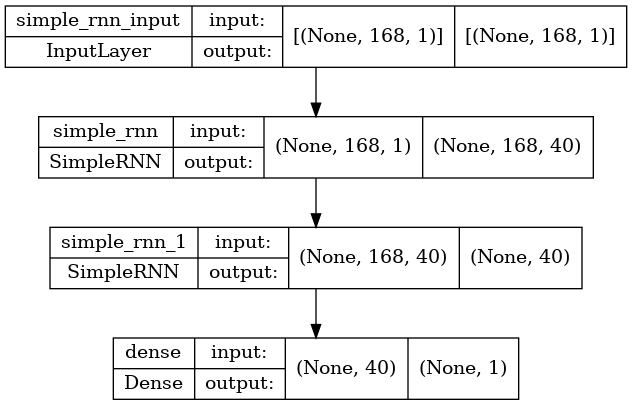 simple_rnn_input input: [(None, 168, 1)] [(None, 168, 1)]
InputLayer output:
simple_rnn input: (None, 168, 1) (None, 168, 40)
SimpleRNN output:
simple_rnn_1 input: (None, 168, 40) (None, 40)
SimpleRNN output:
dense input: (None, 40) (None, 1)
Dense output: